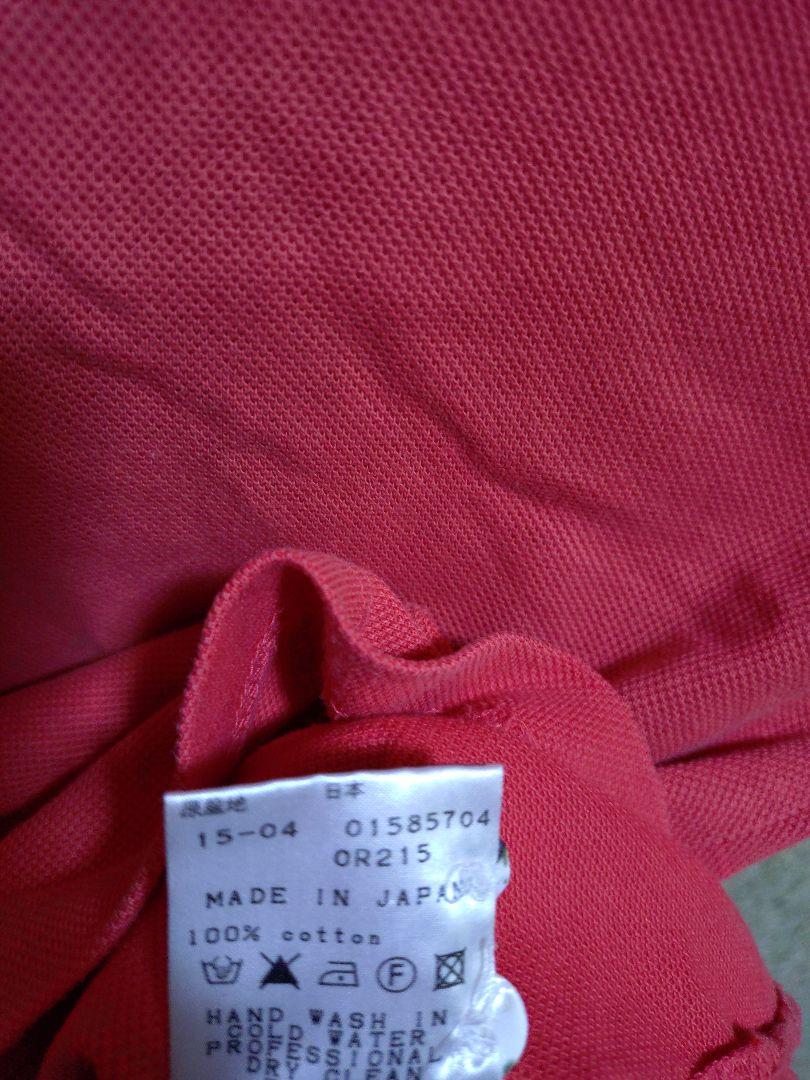 原産地 日本
15-04 01585704
OR215
MADE IN JAPAN
100% cotton
F
HAND WASH IN
COLD WATER
PROFESSIONAL
DRY CLEAN